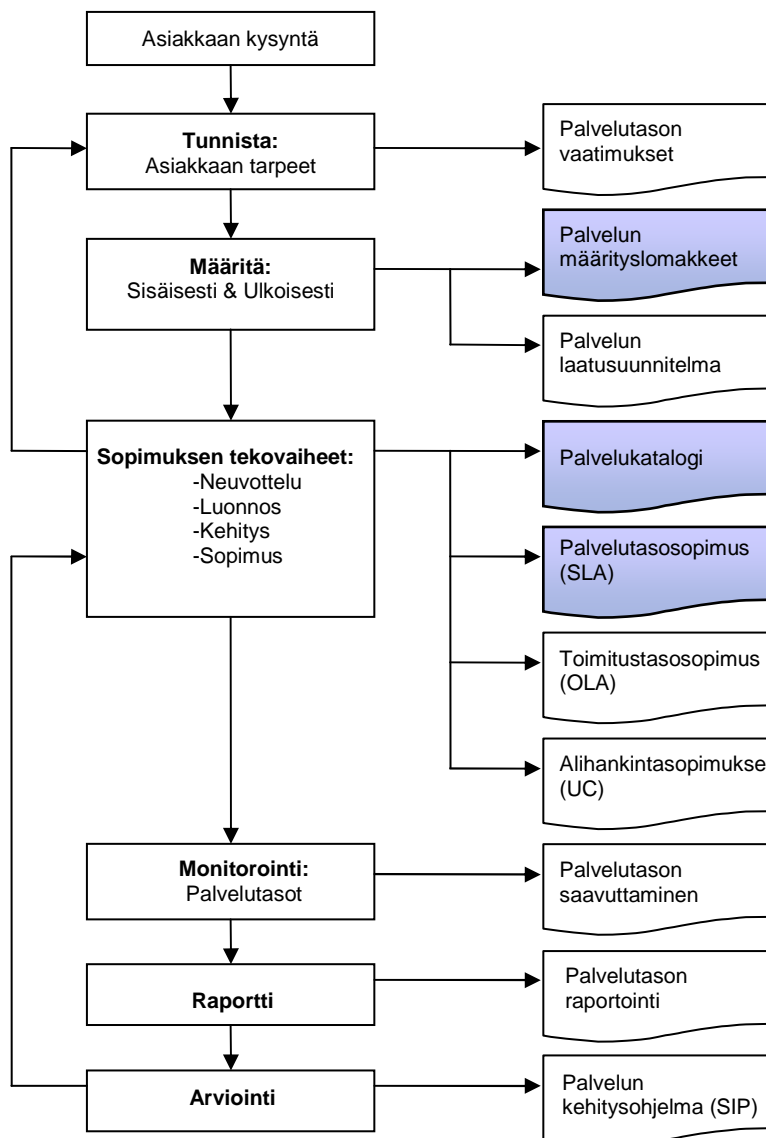 Asiakkaan kysyntä
Tunnista:
Asiakkaan tarpeet
Palvelutason
vaatimukset
Määritä:
Sisäisesti & Ulkoisesti
Palvelun
määrityslomakkeet
Palvelun
laatusuunnitelma
Sopimuksen tekovaiheet:
-Neuvottelu
-Luonnos
-Kehitys
-Sopimus
Palvelukatalogi
Palvelutasosopimus
(SLA)
Toimitustasosopimus
(OLA)
Alihankintasopimukse
(UC)
Monitorointi:
Palvelutasot
Palvelutason
saavuttaminen
Raportti
Palvelutason
raportointi
Arviointi
Palvelun
kehitysohjelma (SIP)